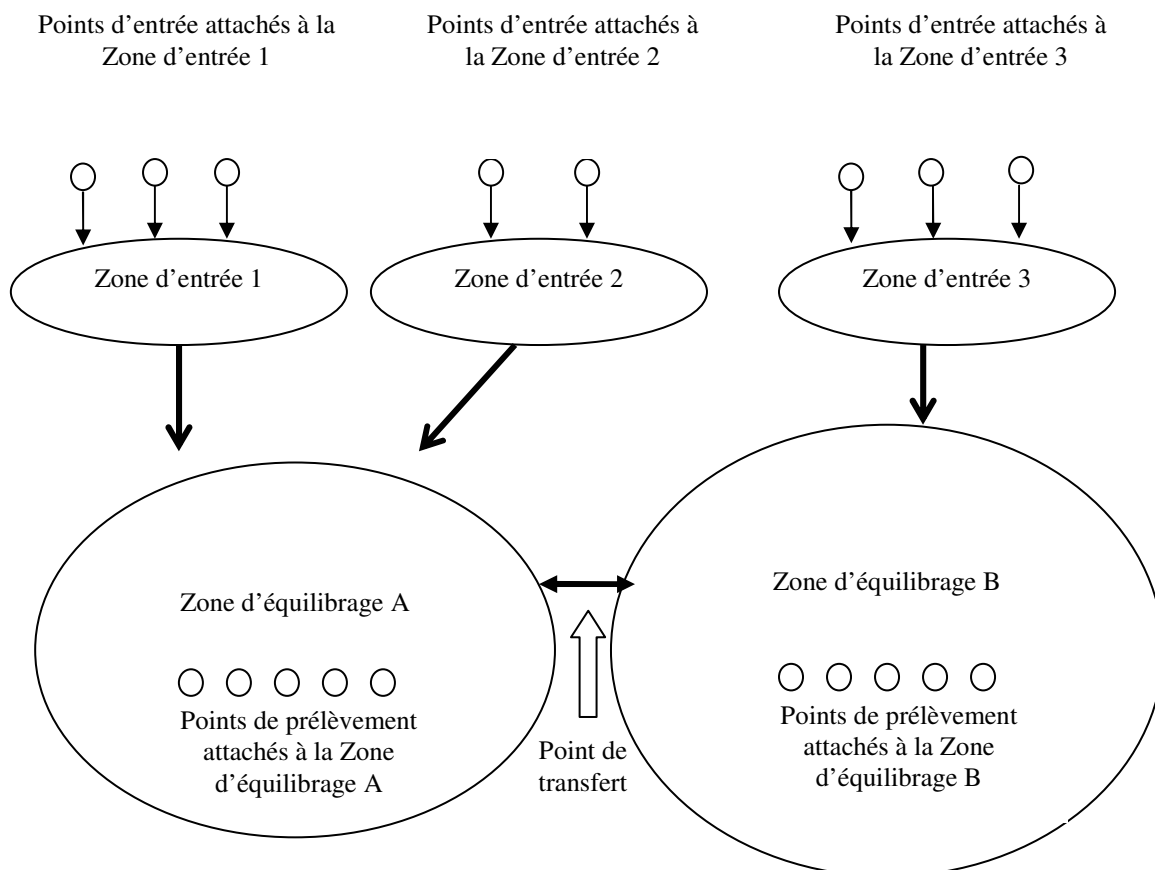 Points d'entrée attachés à la
Zone d'entrée 1
Points d'entrée attachés à
la Zone d'entrée 2
Points d'entrée attachés à
la Zone d'entrée 3
Zone d'entrée 1
Zone d'entrée 2
Zone d'entrée 3
Zone d'équilibrage A
Zone d'équilibrage B
Points de prélèvement
attachés à la Zone
d'équilibrage A
Point de
transfert
Points de prélèvement
attachés à la Zone
d'équilibrage B